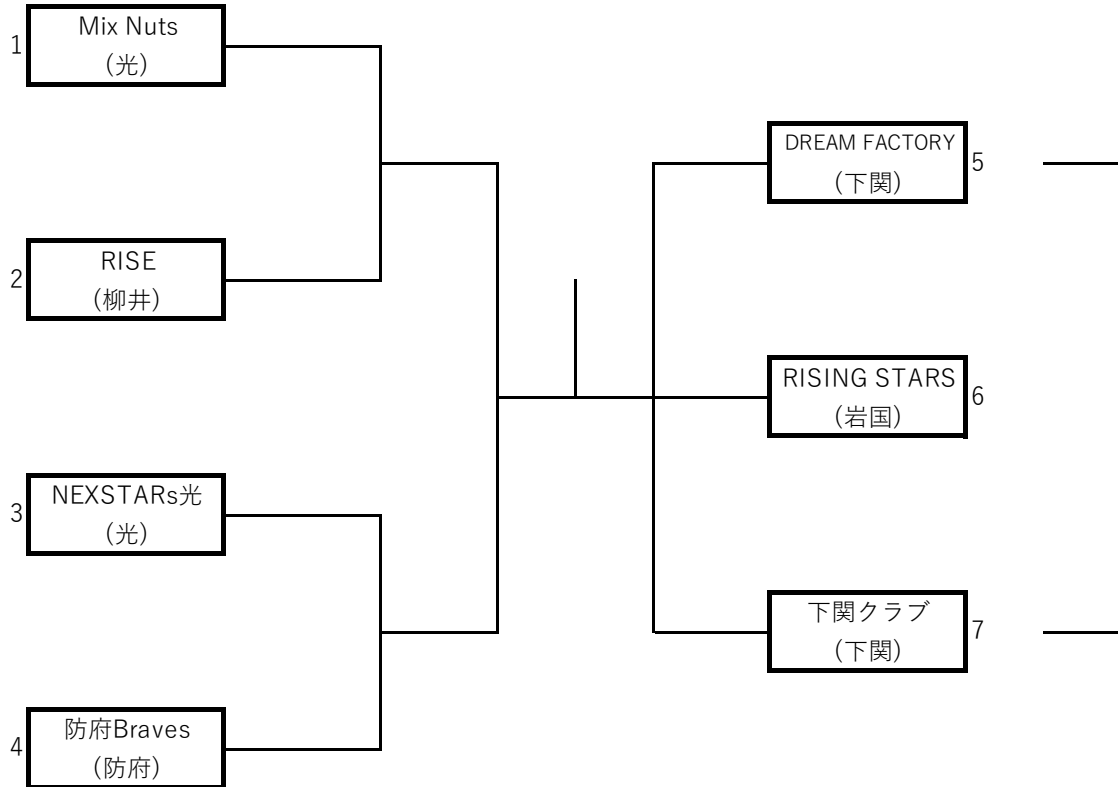 1
Mix Nuts
(光)
2
RISE
(柳井)
3
NEXSTARs光
(光)
4
防府Braves
(防府)
DREAM FACTORY
(下関)
5
RISING STARS
(岩国)
6
下関クラブ
(下関)
7